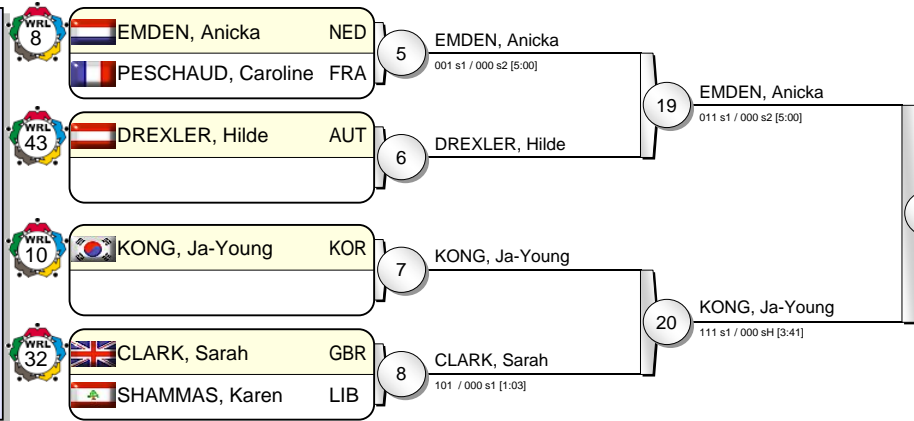 WRL
8
EMDEN, Anicka NED
PESCHAUD, Caroline FRA
5
EMDEN, Anicka
001 s1 / 000 s2 [5:00]
WRL
43
DREXLER, Hilde AUT
6
DREXLER, Hilde
19
EMDEN, Anicka
011 s1 / 000 s2 [5:00]
WRL
10
KONG, Ja-Young KOR
7
KONG, Ja-Young
WRL
32
CLARK, Sarah GBR
SHAMMAS, Karen LIB
8
CLARK, Sarah
101 / 000 s1 [1:03]
20
KONG, Ja-Young
111 s1 / 000 sH [3:41]